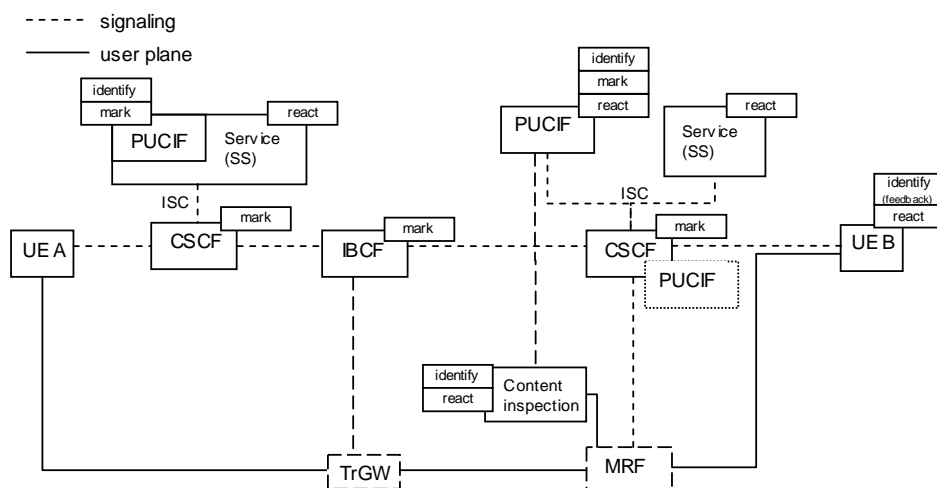 signaling
user plane
identify
mark
react
PUCIF
Service
(SS)
identify
mark
react
PUCIF
react
Service
(SS)
ISC
ISC
mark
mark
mark
identify
(feedback)
react
UE A
CSCF
IBCF
CSCF
PUCIF
UE B
identify
react
Content
inspection
TrGW
MRF